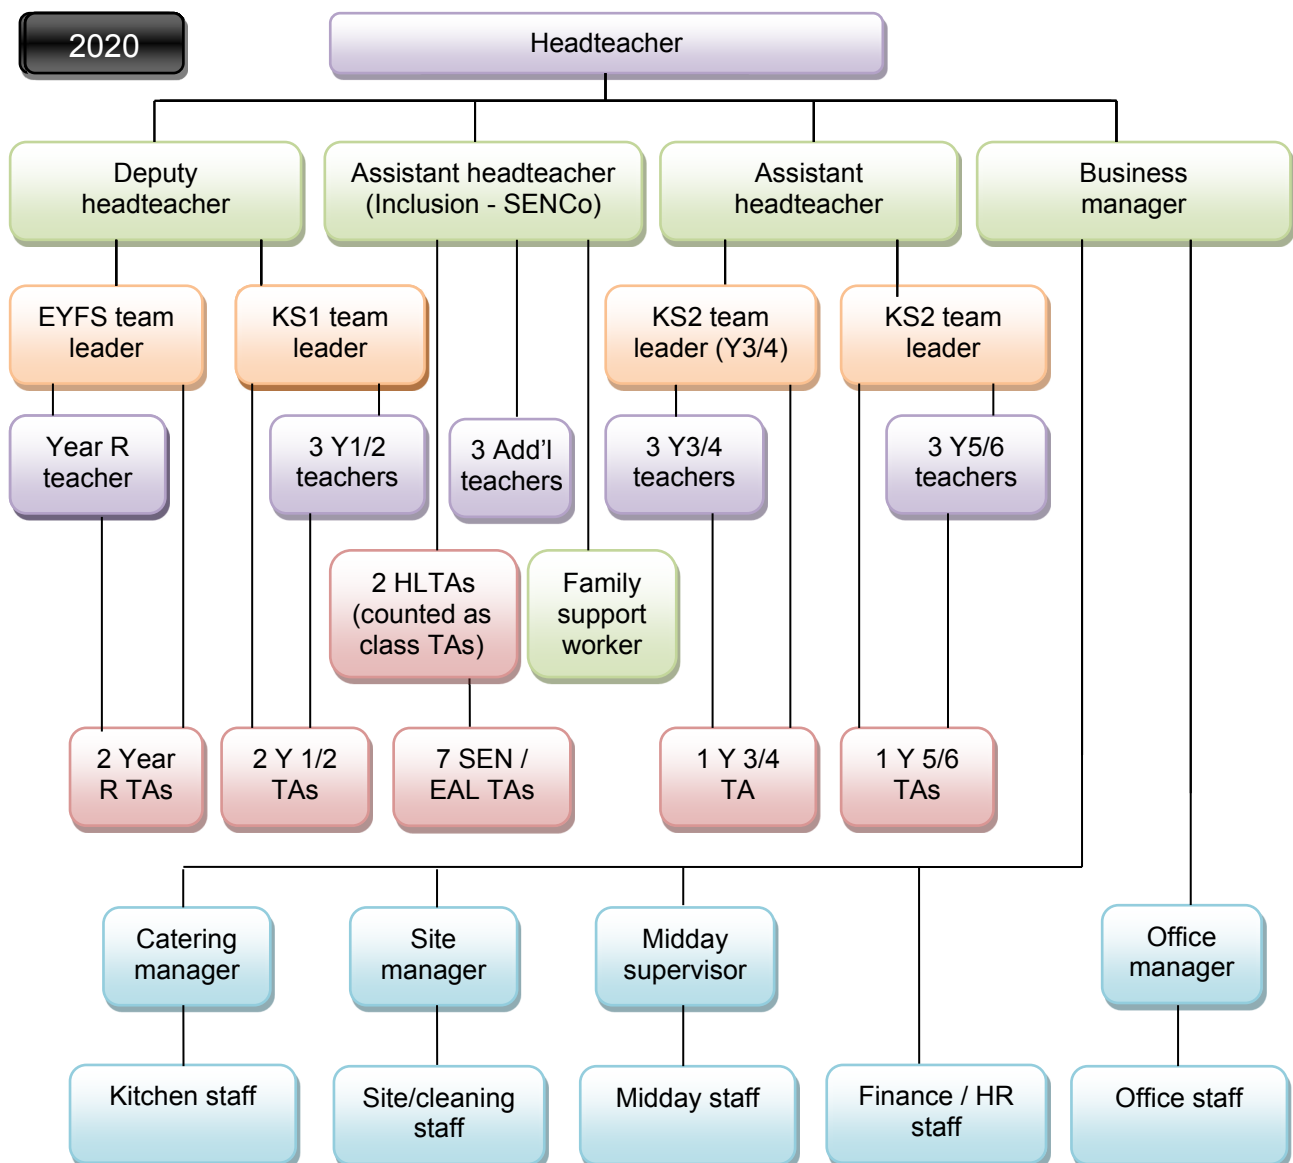 2020
Headteacher
Deputy
headteacher
Assistant headteacher
(Inclusion - SENCo)
Assistant
headteacher
Business
manager
EYFS team
leader
KS1 team
leader
KS2 team
leader (Y3/4)
KS2 team
leader
Year R
teacher
3 Y1/2
teachers
3 Add'l
teachers
3 Y3/4
teachers
3 Y5/6
teachers
2 HLTAs
(counted as
class TAs)
Family
support
worker
2 Year
R TAs
2 Y 1/2
TAs
7 SEN /
EAL TAs
1 Y 3/4
TA
1 Y 5/6
TAs
Catering
manager
Site
manager
Midday
supervisor
Office
manager
Kitchen staff
Site/cleaning
staff
Midday staff
Finance / HR
staff
Office staff